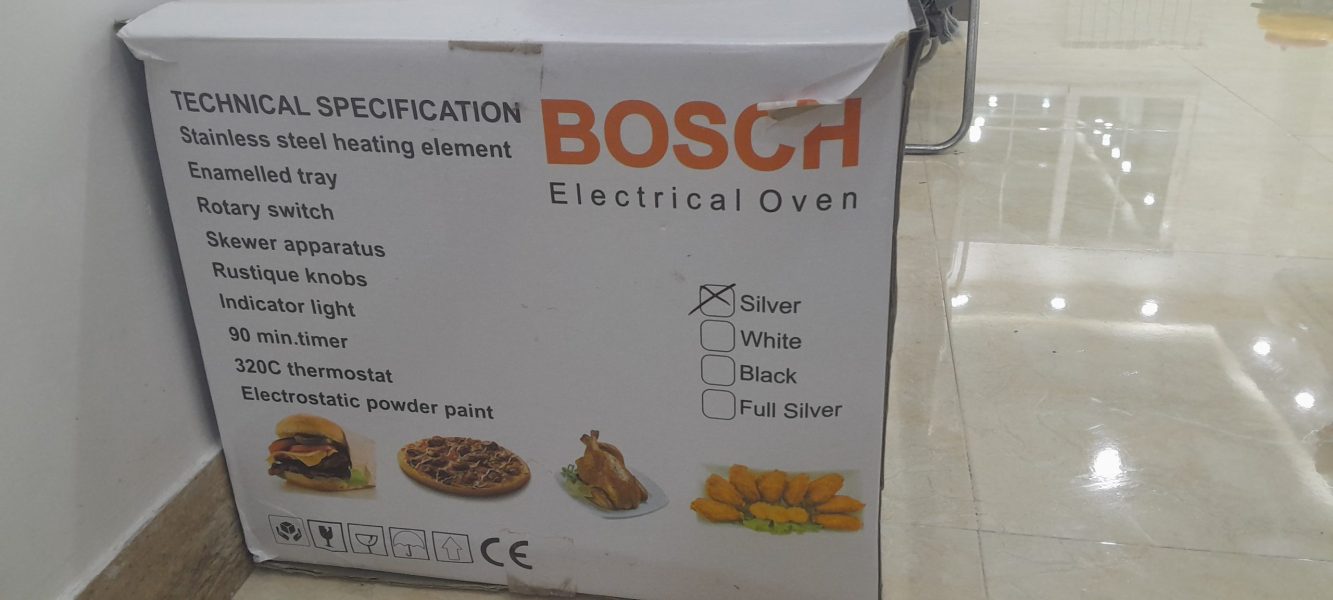 TECHNICAL SPECIFICATION
Stainless steel heating element
Enamelled tray
Rotary switch
Skewer apparatus
Rustique knobs
Indicator light
90 min.timer
320C thermostat
Electrostatic powder paint
BOSCH
Electrical Oven
Silver
White
Black
Full Silver
CE